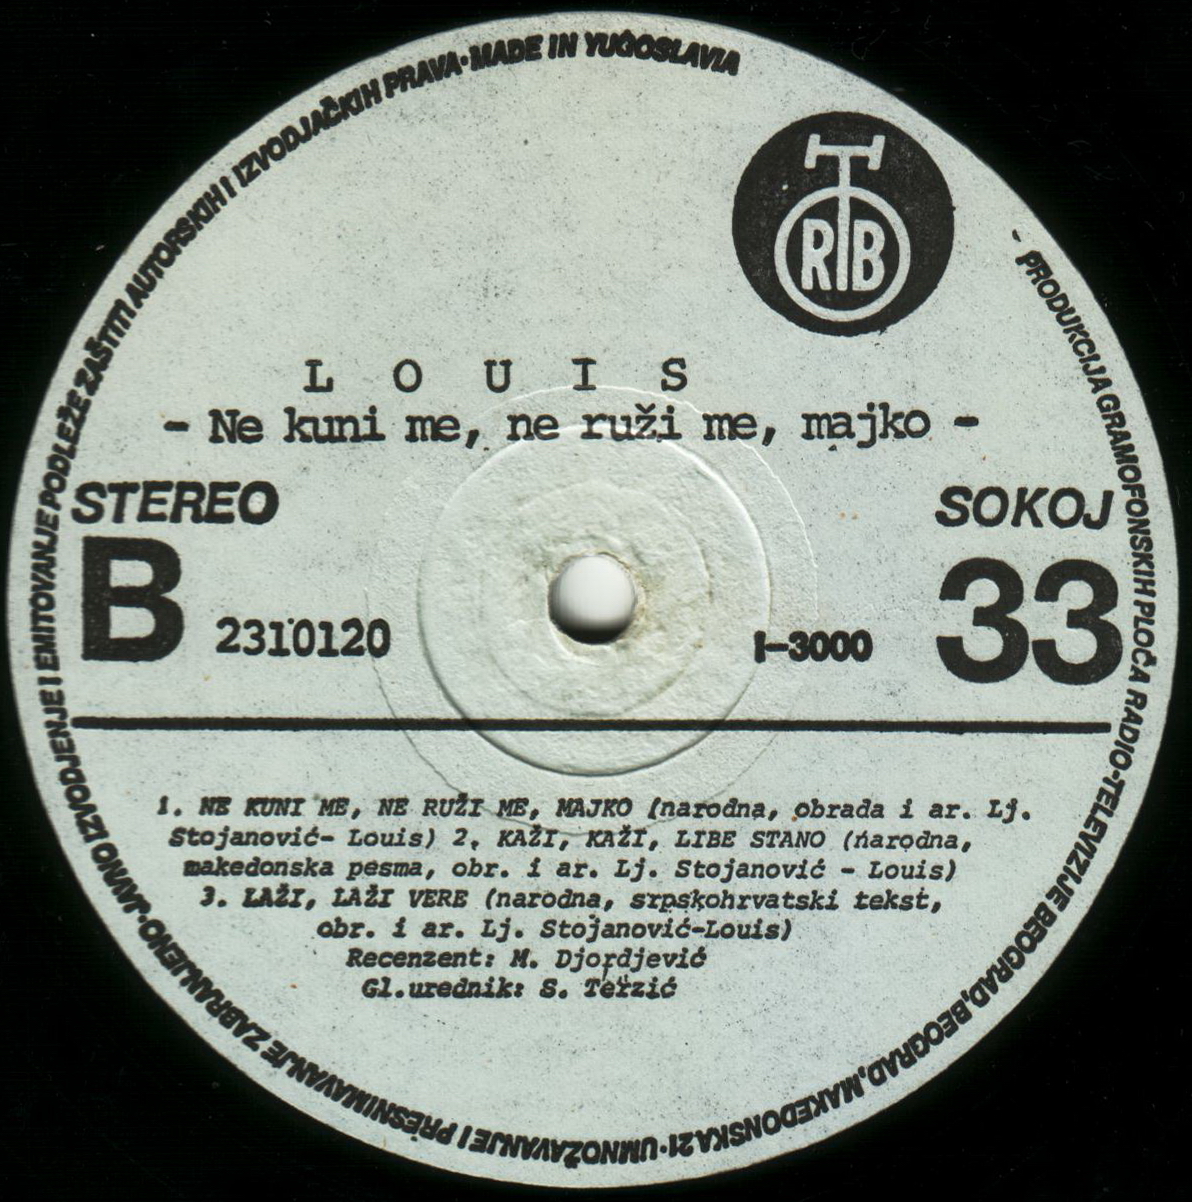 - PRODUKCIJA GRAMOFONSKIH PLOČA RADIO-TELEVIZIJE BEOGRAD, BEOGRAD, MAKEDONSKA 21 · UMNOŽAVANJE I PRESNIMAVANJE ZABRANJENO · JAVNO IZVODJENJE I EMITOVANJE PODLEŽE ZAŠTITI AUTORSKIH I IZVODJAČKIH PRAVA · MADE IN YUGOSLAVIA
RTB
L O U I S
- Ne kuni me, ne ruži me, majko -
STEREO
SOKOJ
B
2310120
I-3000
33
1. NE KUNI ME, NE RUŽI ME, MAJKO (narodna, obrada i ar. Lj.
Stojanović- Louis) 2. KAŽI, KAŽI, LIBE STANO (narodna,
makedonska pesma, obr. i ar. Lj. Stojanović - Louis)
3. LAŽI, LAŽI VERE (narodna, srpskohrvatski tekst,
obr. i ar. Lj. Stojanović-Louis)
Recenzent: M. Djordjević
Gl.urednik: S. Terzić